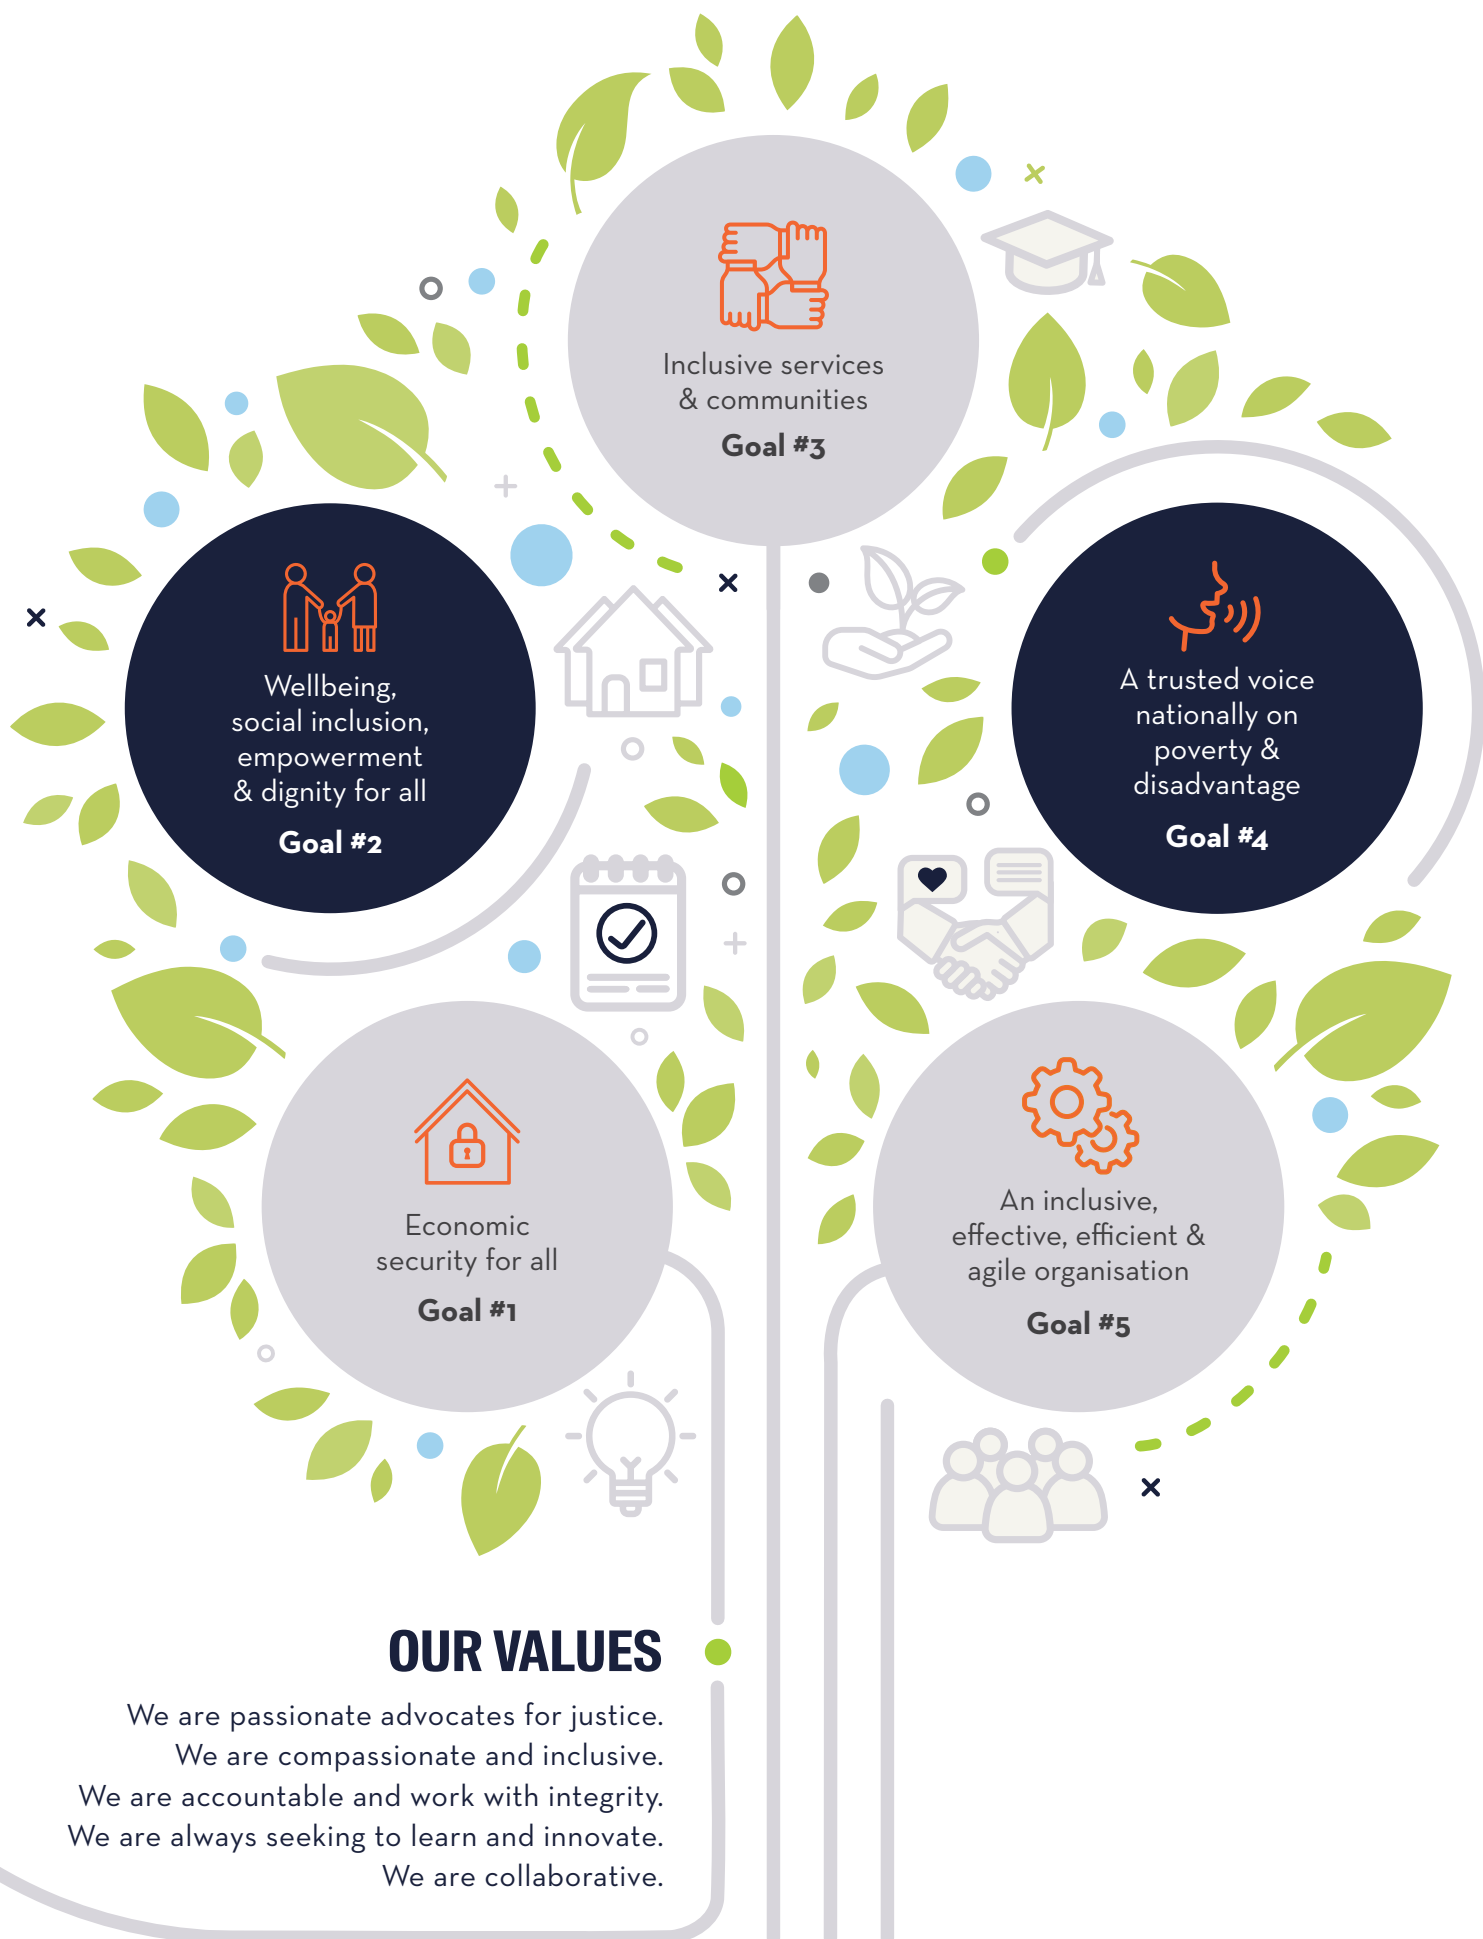 Inclusive services
& communities
Goal #3
Wellbeing,
social inclusion,
empowerment
& dignity for all
Goal #2
A trusted voice
nationally on
poverty &
disadvantage
Goal #4
Economic
security for all
Goal #1
An inclusive,
effective, efficient &
agile organisation
Goal #5
OUR VALUES
We are passionate advocates for justice.
We are compassionate and inclusive.
We are accountable and work with integrity.
We are always seeking to learn and innovate.
We are collaborative.